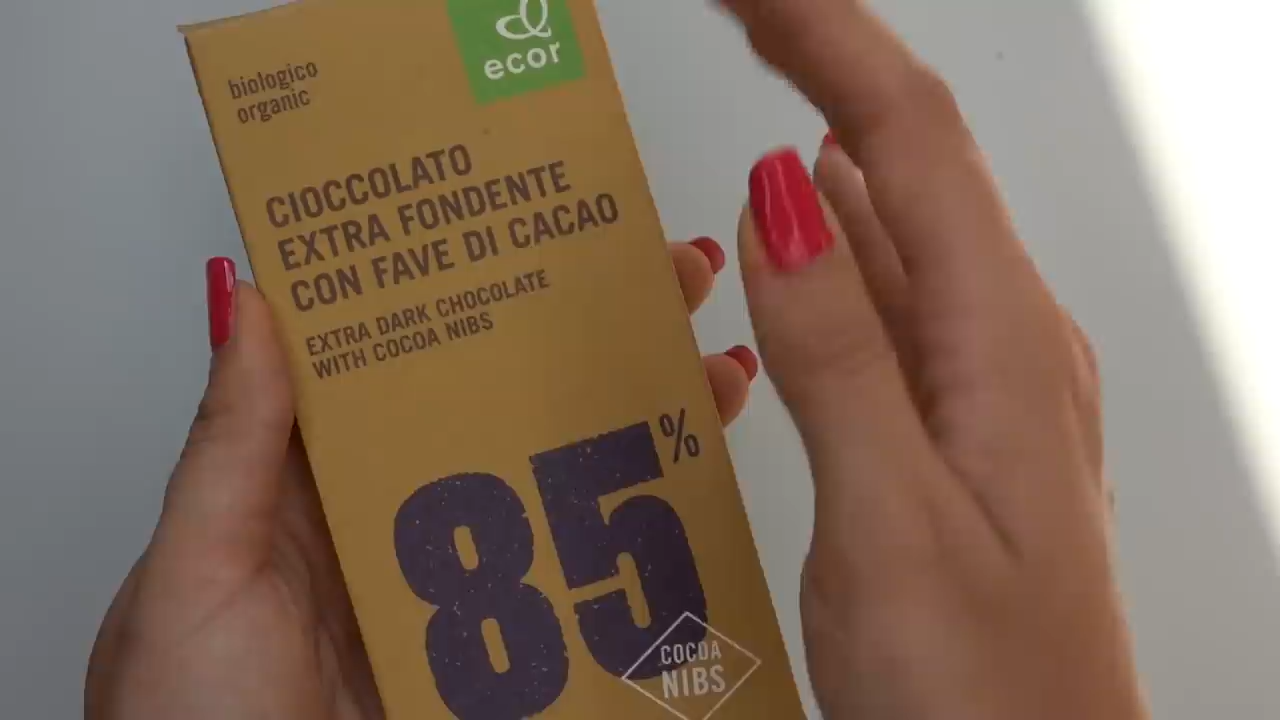 ecor
biologico
organic
CIOCCOLATO
EXTRA FONDENTE
CON FAVE DI CACAO
EXTRA DARK CHOCOLATE
WITH COCOA NIBS
85%
COCOA
NIBS